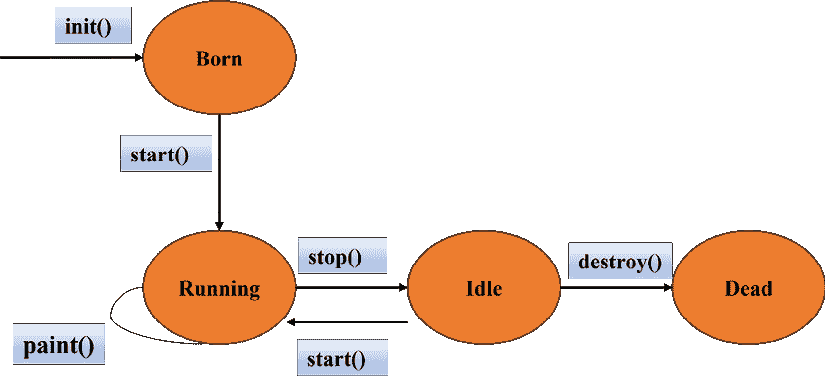 init()
Born
start()
Running
stop()
Idle
destroy()
Dead
paint()
start()